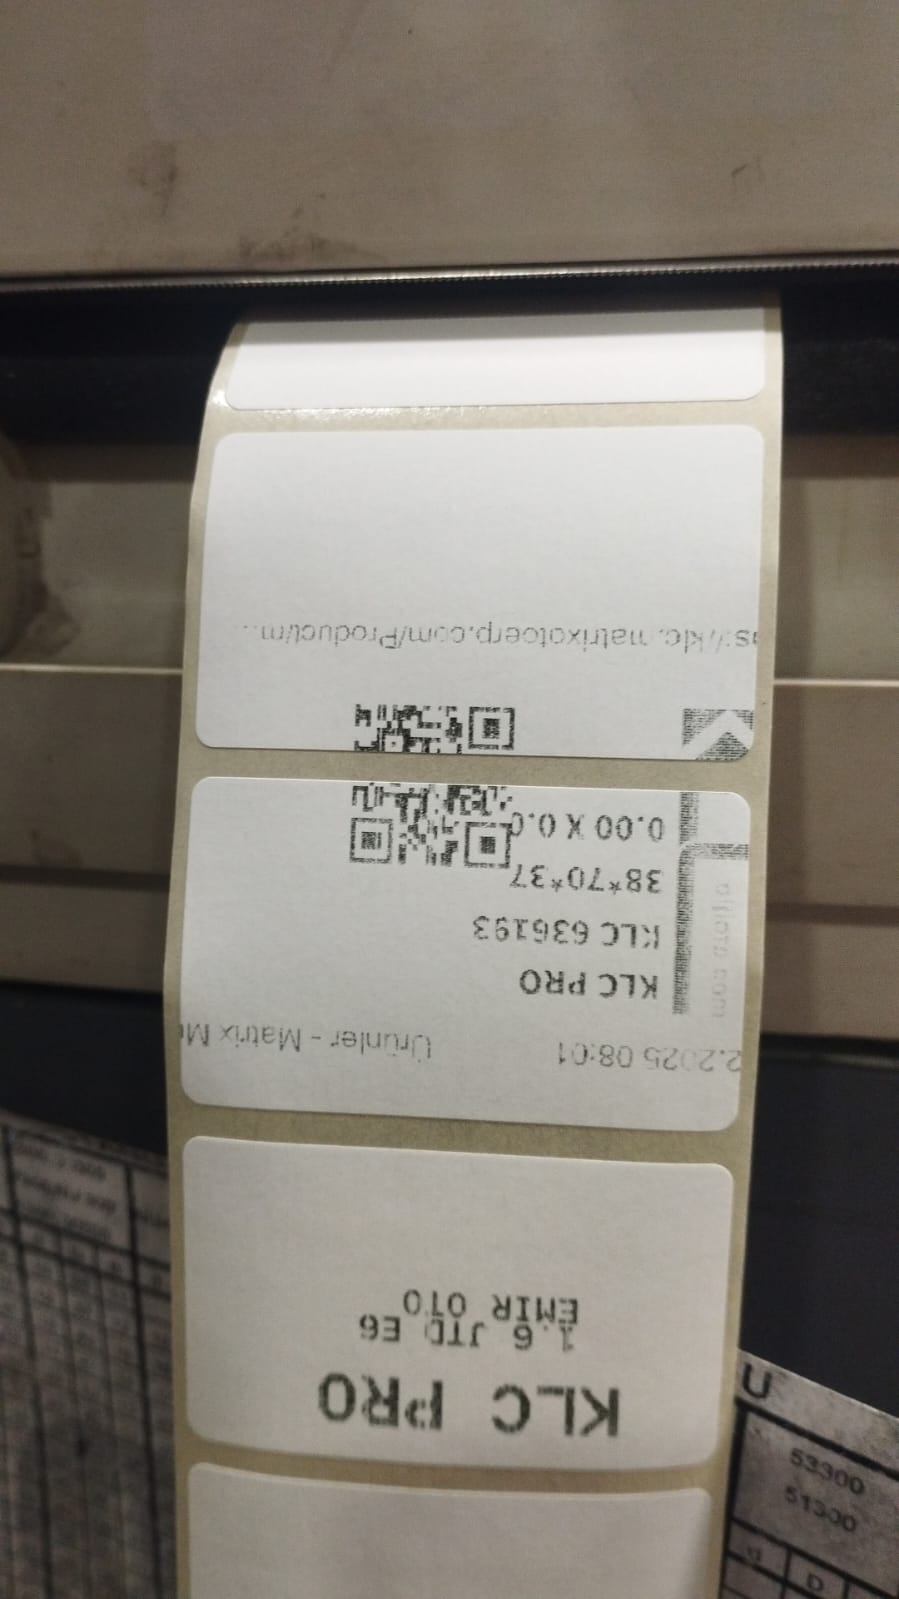 KLC PRO
1.6 JTD E6
EMIR OTO
2.2025 08:01
Ürünler - Matrix M
KLC PRO
KLC 636193
38*70*37
0.00 X 0.0
s://klc.matrixotoerp.com/Product/m...
U
53300
51300
d
D